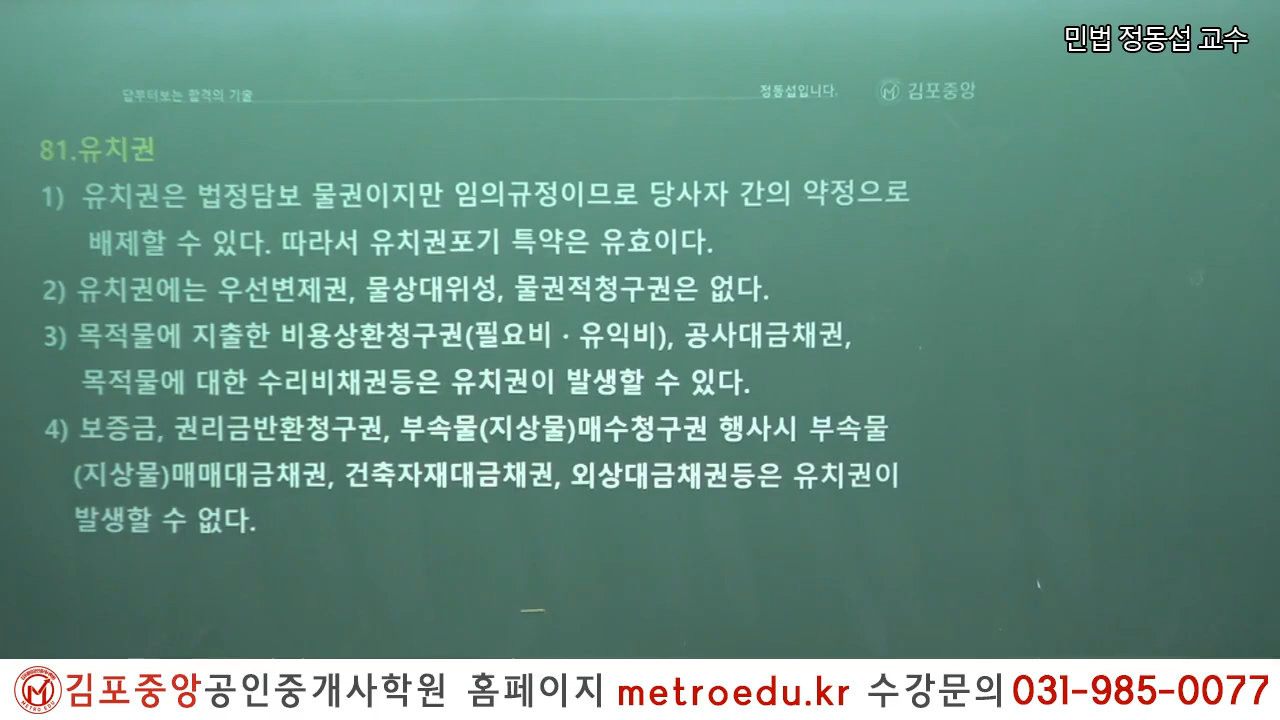 민법 정동섭 교수
답부터보는 합격의 기술
정동섭입니다.
김포중앙
81.유치권
1) 유치권은 법정담보 물권이지만 임의규정이므로 당사자 간의 약정으로
배제할 수 있다. 따라서 유치권포기 특약은 유효이다.
2) 유치권에는 우선변제권, 물상대위성, 물권적청구권은 없다.
3) 목적물에 지출한 비용상환청구권(필요비 · 유익비), 공사대금채권,
목적물에 대한 수리비채권등은 유치권이 발생할 수 있다.
4) 보증금, 권리금반환청구권, 부속물(지상물)매수청구권 행사시 부속물
(지상물)매매대금채권, 건축자재대금채권, 외상대금채권등은 유치권이
발생할 수 없다.
METRO EDU 김포중앙공인중개사학원 홈페이지 metroedu.kr 수강문의 031-985-0077